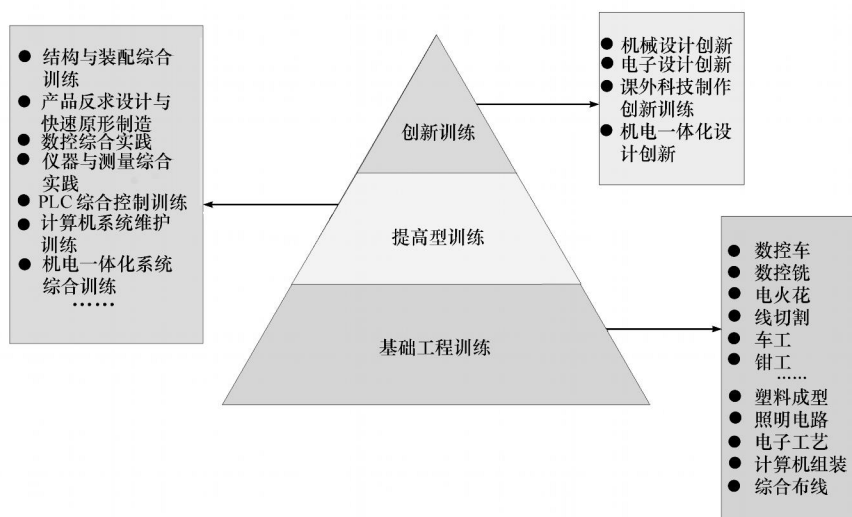 ● 结构与装配综合
训练
● 产品反求设计与
快速原形制造
● 数控综合实践
● 仪器与测量综合
实践
● PLC 综合控制训练
● 计算机系统维护
训练
● 机电一体化系统
综合训练
……
创新训练
提高型训练
基础工程训练
● 机械设计创新
● 电子设计创新
● 课外科技制作
创新训练
● 机电一体化设
计创新
● 数控车
● 数控铣
● 电火花
● 线切割
● 车工
● 钳工
……
● 塑料成型
● 照明电路
● 电子工艺
● 计算机组装
● 综合布线